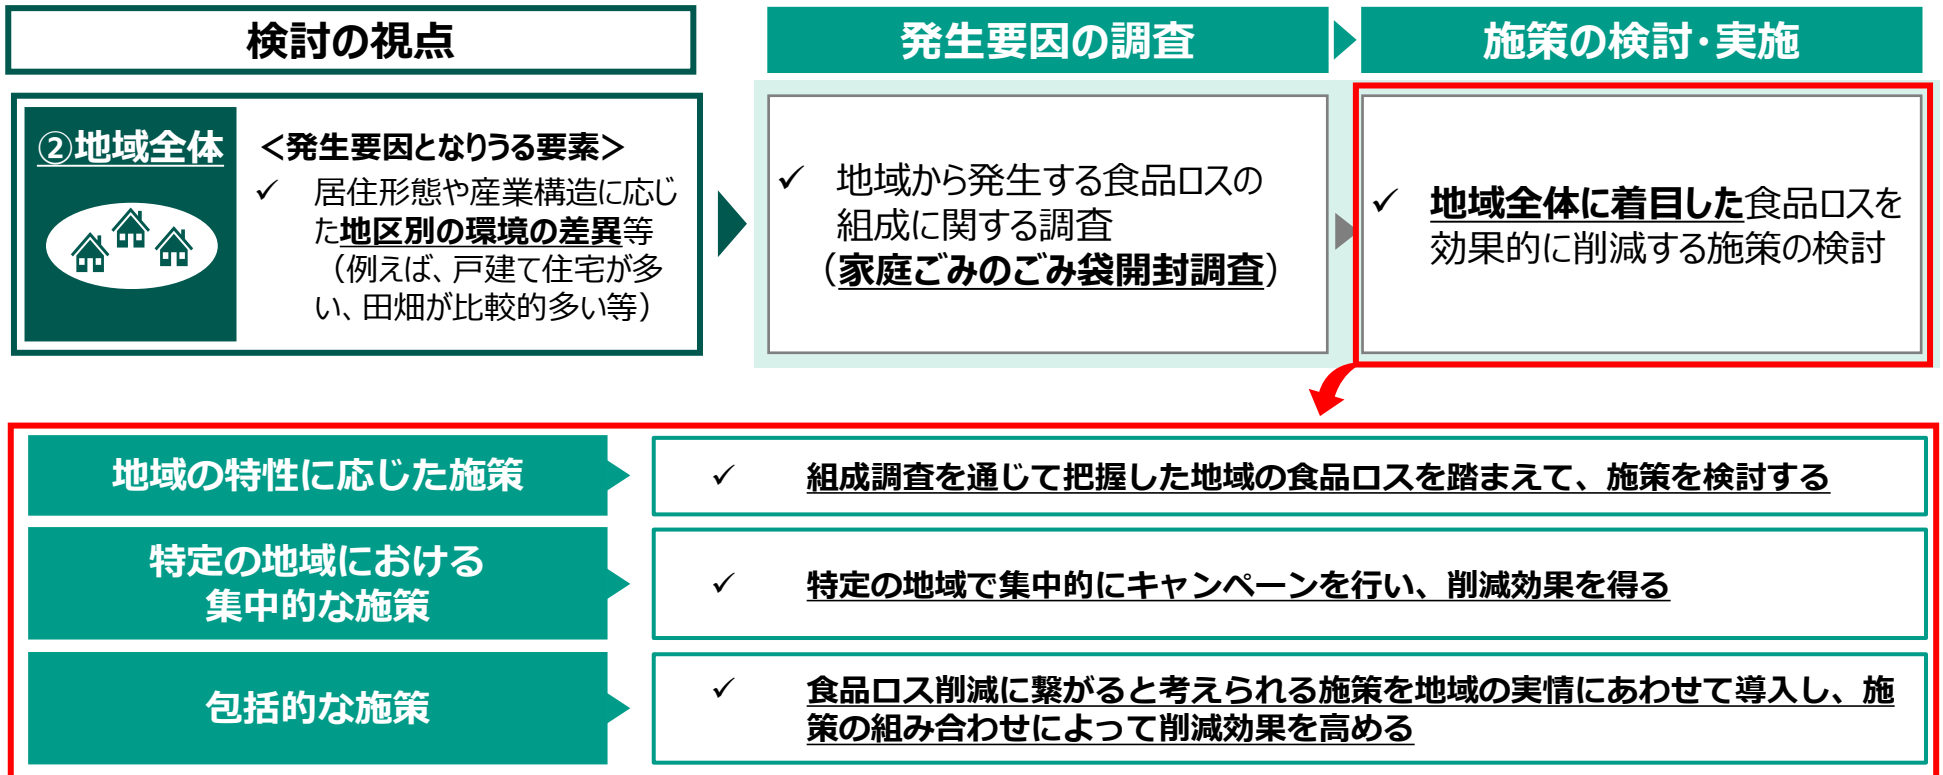 検討の視点
発生要因の調査
施策の検討・実施
②地域全体
＜発生要因となりうる要素＞
✓ 居住形態や産業構造に応じ
た地区別の環境の差異等
（例えば、戸建て住宅が多
い、田畑が比較的多い等）
✓ 地域から発生する食品ロスの
組成に関する調査
（家庭ごみのごみ袋開封調査）
✓ 地域全体に着目した食品ロスを
効果的に削減する施策の検討
地域の特性に応じた施策
✓ 組成調査を通じて把握した地域の食品ロスを踏まえて、施策を検討する
特定の地域における
集中的な施策
✓ 特定の地域で集中的にキャンペーンを行い、削減効果を得る
包括的な施策
✓ 食品ロス削減に繋がると考えられる施策を地域の実情にあわせて導入し、施
策の組み合わせによって削減効果を高める